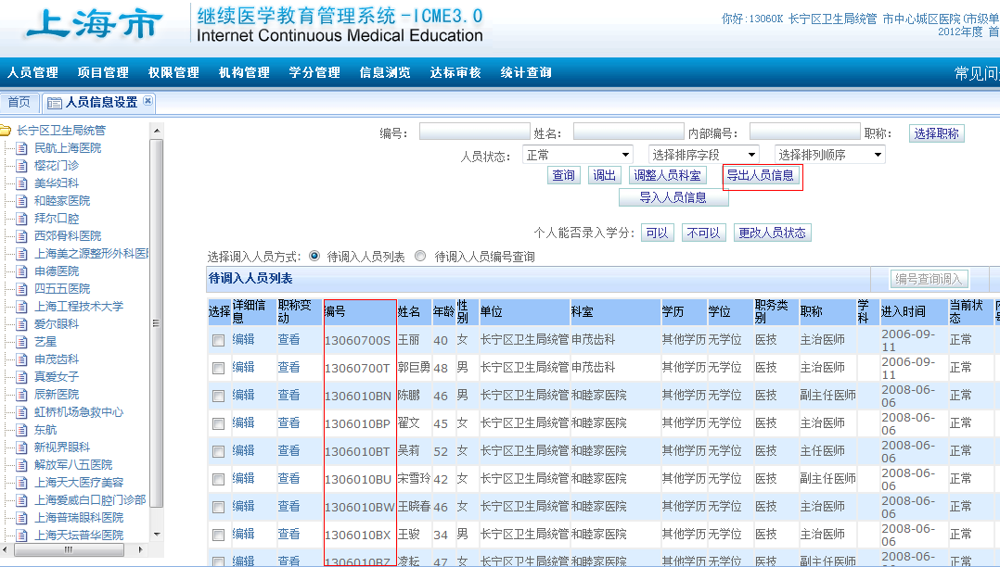 上海市
继续医学教育管理系统-ICME3.0
Internet Continuous Medical Education
你好:13060K 长宁区卫生局统管 市中心城区医院(市级单
2012年度 首
人员管理 项目管理 权限管理 机构管理 学分管理 信息浏览 达标审核 统计查询 常见问
首页 人员信息设置
长宁区卫生局统管
民航上海医院
樱花门诊
美华妇科
和睦家医院
拜尔口腔
西郊骨科医院
上海美之源整形外科医
申德医院
四五五医院
上海工程技术大学
爱尔眼科
艺星
申茂齿科
真爱女子
辰新医院
虹桥机场急救中心
东航
新视界眼科
解放军八五医院
上海天大医疗美容
上海爱威白口腔门诊部
上海普瑞眼科医院
上海天坛普华医院
编号: 姓名: 内部编号: 职称: 选择职称
人员状态: 正常 选择排序字段 选择排列顺序
查询 调出 调整人员科室 导出人员信息
导入人员信息
个人能否录入学分: 可以 不可以 更改人员状态
选择调入人员方式: 待调入人员列表 待调入人员编号查询
待调入人员列表 编号查询调入
选择 详细信息 职称变动 编号 姓名 年龄 性别 单位 科室 学历 学位 职务类别 职称 学科 进入时间 当前状态
编辑 查看 13060700S 王丽 40 女 长宁区卫生局统管 申茂齿科 其他学历 无学位 医技 主治医师 2006-09-11 正常
编辑 查看 13060700T 郭巨勇 48 男 长宁区卫生局统管 申茂齿科 其他学历 无学位 医技 主治医师 2006-09-11 正常
编辑 查看 1306010BN 陈鹏 46 男 长宁区卫生局统管 和睦家医院 其他学历 无学位 医技 副主任医师 2008-06-06 正常
编辑 查看 1306010BP 翟文 45 女 长宁区卫生局统管 和睦家医院 其他学历 无学位 医技 主治医师 2008-06-06 正常
编辑 查看 1306010BT 吴莉 52 女 长宁区卫生局统管 和睦家医院 其他学历 无学位 医技 主任医师 2008-06-06 正常
编辑 查看 1306010BU 宋雪玲 42 女 长宁区卫生局统管 和睦家医院 其他学历 无学位 医技 副主任医师 2008-06-06 正常
编辑 查看 1306010BW 王晓春 46 女 长宁区卫生局统管 和睦家医院 其他学历 无学位 医技 主治医师 2008-06-06 正常
编辑 查看 1306010BX 王骏 34 男 长宁区卫生局统管 和睦家医院 其他学历 无学位 医技 主治医师 2008-06-06 正常
编辑 查看 1306010BZ 凌耘 47 女 长宁区卫生局统管 和睦家医院 其他学历 无学位 医技 副主任医师 2008-06- 正常